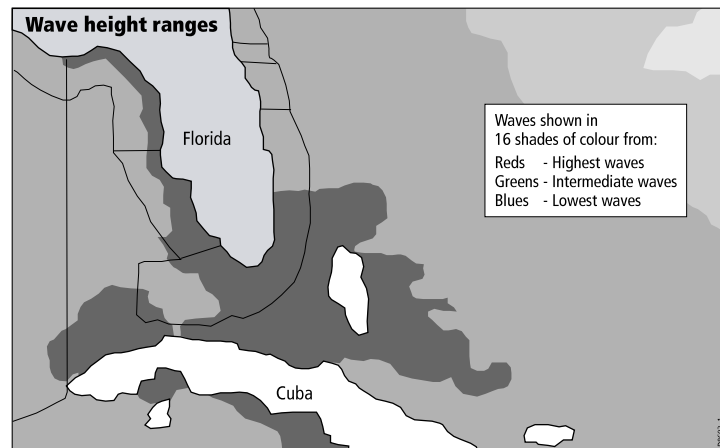 Wave height ranges
Florida
Waves shown in
16 shades of colour from:
Reds - Highest waves
Greens - Intermediate waves
Blues - Lowest waves
Cuba